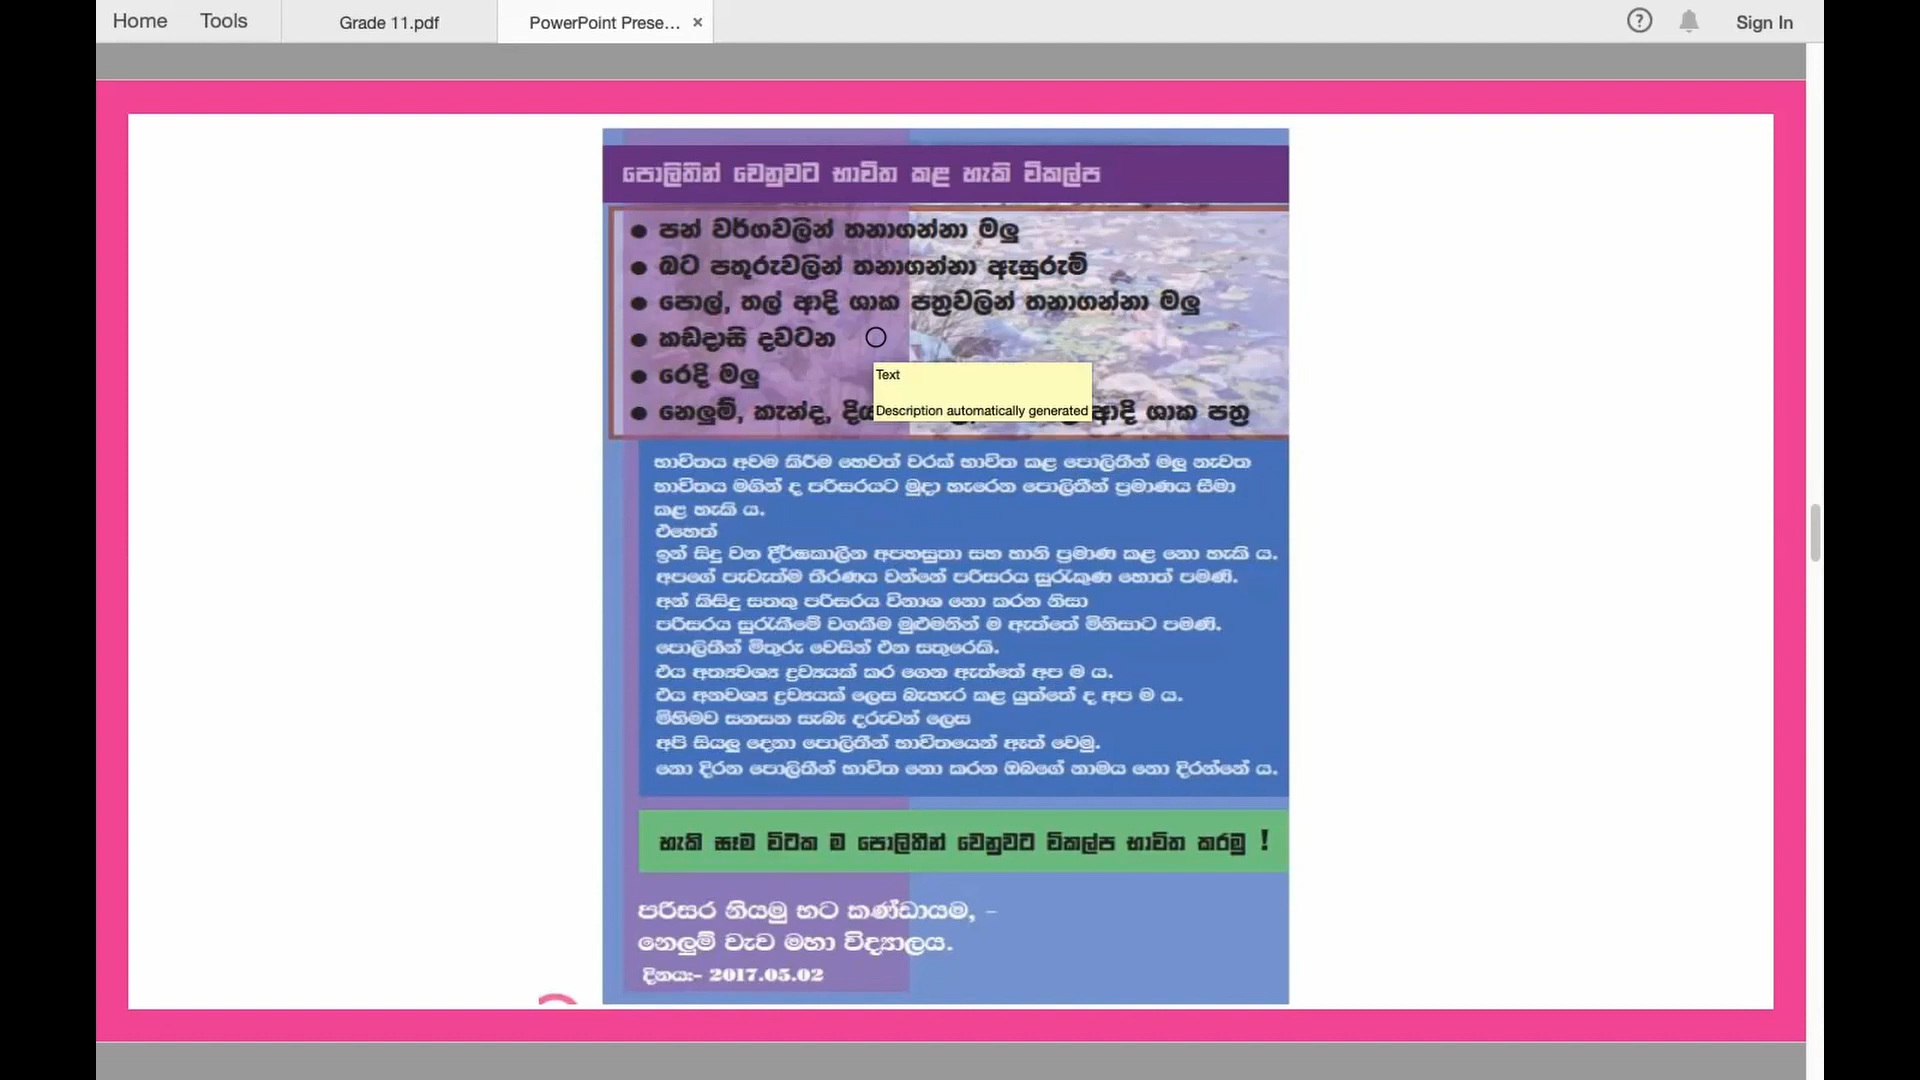 Home Tools Grade 11.pdf PowerPoint Prese... × ? Sign In
පොලිතින් වෙනුවට භාවිත කළ හැකි විකල්ප
● පන් වර්ගවලින් තනාගන්නා මලු
● බට පතුරුවලින් තනාගන්නා ඇසුරුම්
● පොල්, තල් ආදි ශාක පත්‍රවලින් තනාගන්නා මලු
● කඩදාසි දවටන
● රෙදි මලු
Text
● නෙලුම්, කැන්ද, ආදි ශාක පත්‍ර
Description automatically generated
භාවිතය අවම කිරීම හෙවත් වරක් භාවිත කළ පොලිතීන් මලු නැවත
භාවිතය මගින් ද පරිසරයට මුදා හැරෙන පොලිතීන් ප්‍රමාණය සීමා
කළ හැකි ය.
එහෙත්
ඉන් සිදු වන දීර්ඝකාලීන අපහසුතා සහ හානි ප්‍රමාණ කළ නො හැකි ය.
අපගේ පැවැත්ම තීරණය වන්නේ පරිසරය සුරැකුණ හොත් පමණි.
අන් කිසිදු සතකු පරිසරය විනාශ නො කරන නිසා
පරිසරය සුරැකීමේ වගකීම මුළුමනින් ම ඇත්තේ මිනිසාට පමණි.
පොලිතීන් මිතුරු වෙසින් එන සතුරෙකි.
එය අත්‍යවශ්‍ය ද්‍රව්‍යයක් කර ගෙන ඇත්තේ අප ම ය.
එය අනවශ්‍ය ද්‍රව්‍යයක් ලෙස බැහැර කළ යුත්තේ ද අප ම ය.
මිහිමව සනසන සැබෑ දරුවන් ලෙස
අපි සියලු දෙනා පොලිතීන් භාවිතයෙන් ඈත් වෙමු.
නො දිරන පොලිතීන් භාවිත නො කරන ඔබගේ නාමය නො දිරන්නේ ය.
හැකි සෑම විටක ම පොලිතීන් වෙනුවට විකල්ප භාවිත කරමු !
පරිසර නියමු භට කණ්ඩායම, –
නෙලුම් වැව මහා විද්‍යාලය.
දිනය:- 2017.05.02